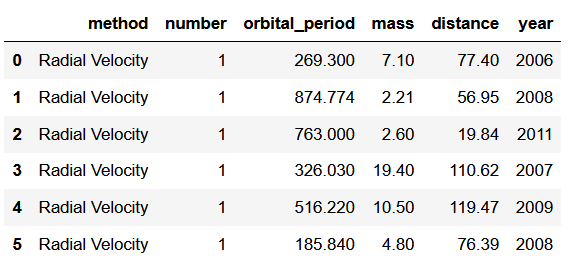 method number orbital_period mass distance year
0 Radial Velocity 1 269.300 7.10 77.40 2006
1 Radial Velocity 1 874.774 2.21 56.95 2008
2 Radial Velocity 1 763.000 2.60 19.84 2011
3 Radial Velocity 1 326.030 19.40 110.62 2007
4 Radial Velocity 1 516.220 10.50 119.47 2009
5 Radial Velocity 1 185.840 4.80 76.39 2008